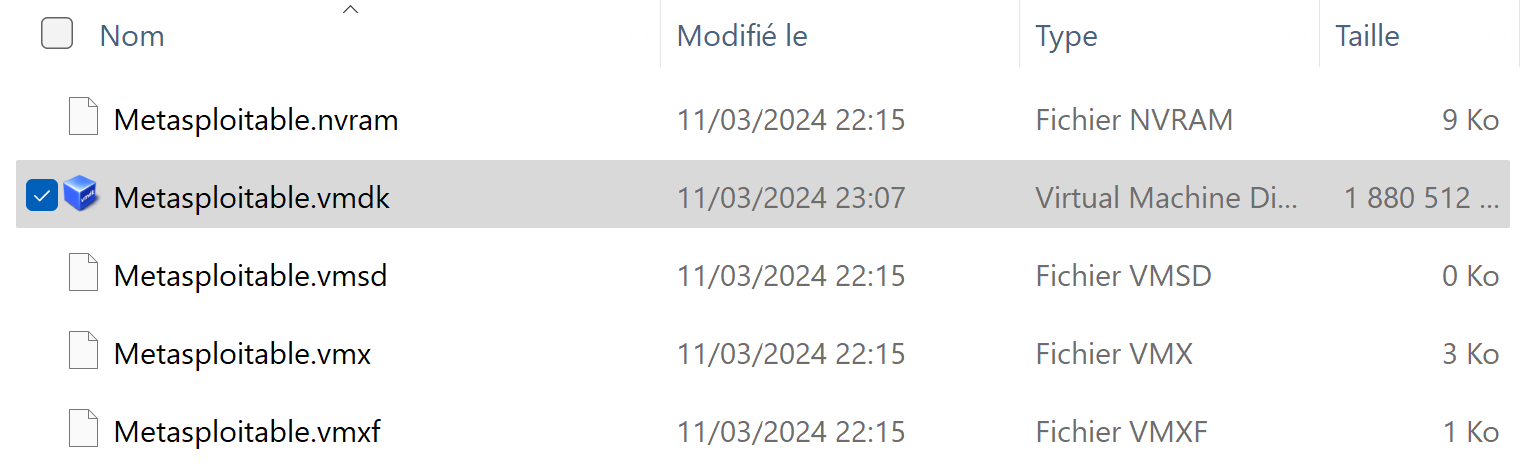 Nom Modifié le Type Taille
Metasploitable.nvram 11/03/2024 22:15 Fichier NVRAM 9 Ko
Metasploitable.vmdk 11/03/2024 23:07 Virtual Machine Di... 1 880 512 ...
Metasploitable.vmsd 11/03/2024 22:15 Fichier VMSD 0 Ko
Metasploitable.vmx 11/03/2024 22:15 Fichier VMX 3 Ko
Metasploitable.vmxf 11/03/2024 22:15 Fichier VMXF 1 Ko